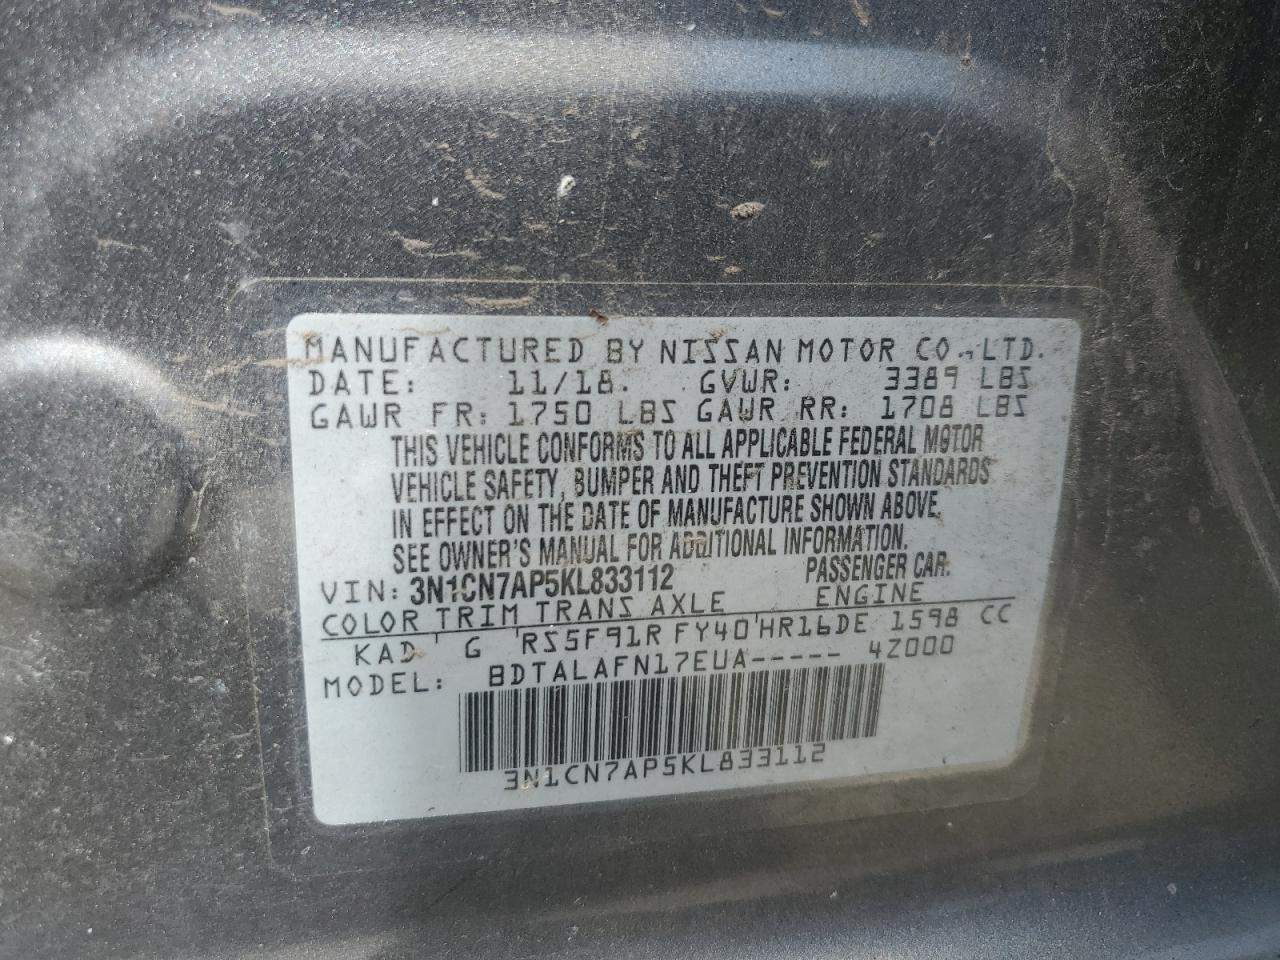 MANUFACTURED BY NISSAN MOTOR CO., LTD.
DATE: 11/18. GVWR: 3389 LBS
GAWR FR: 1750 LBS GAWR RR: 1708 LBS
THIS VEHICLE CONFORMS TO ALL APPLICABLE FEDERAL MOTOR
VEHICLE SAFETY, BUMPER AND THEFT PREVENTION STANDARDS
IN EFFECT ON THE DATE OF MANUFACTURE SHOWN ABOVE.
SEE OWNER'S MANUAL FOR ADDITIONAL INFORMATION.
VIN: 3N1CN7AP5KL833112 PASSENGER CAR.
COLOR TRIM TRANS AXLE ENGINE
KAD G RS5F91R FY40 HR16DE 1598 CC
MODEL: BDTALAFN17EUA----- 4Z000
3N1CN7AP5KL833112